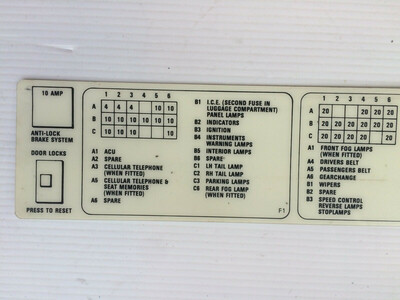 10 AMP
ANTI-LOCK
BRAKE SYSTEM
DOOR LOCKS
PRESS TO RESET
1 2 3 4 5 6
A 4 4 4 10 10
B 10 10 10 10 10 10
C 10 10 10
A1 ACU
A2 SPARE
A3 CELLULAR TELEPHONE
(WHEN FITTED)
A5 CELLULAR TELEPHONE &
SEAT MEMORIES
(WHEN FITTED)
A6 SPARE
B1 I.C.E. (SECOND FUSE IN
LUGGAGE COMPARTMENT)
PANEL LAMPS
B2 INDICATORS
B3 IGNITION
B4 INSTRUMENTS
WARNING LAMPS
B5 INTERIOR LAMPS
B6 SPARE
C1 LH TAIL LAMP
C2 RH TAIL LAMP
C3 PARKING LAMPS
C6 REAR FOG LAMP
(WHEN FITTED)
F1
1 2 3 4 5 6
A 20 20 20
B 20 20 20 20 20
C 20 20 20 20 20
A1 FRONT FOG LAMPS
(WHEN FITTED)
A4 DRIVERS BELT
A5 PASSENGERS BELT
A6 GEARCHANGE
B1 WIPERS
B2 SPARE
B3 SPEED CONTROL
REVERSE LAMPS
STOPLAMPS